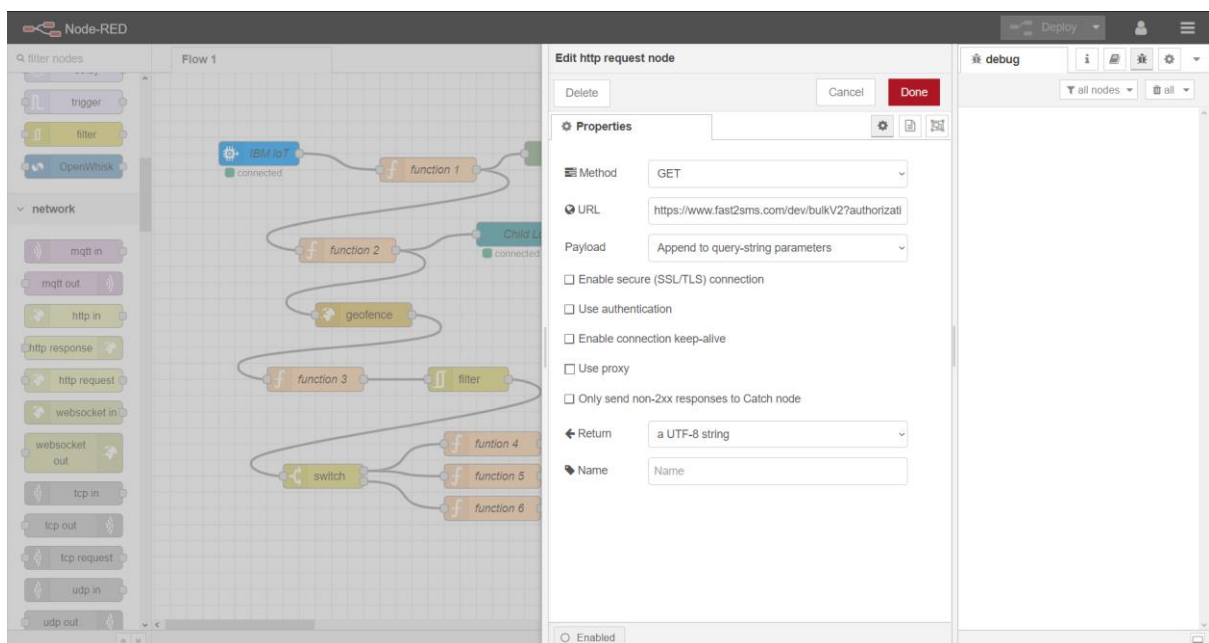 Node-RED
Deploy
filter nodes
trigger
filter
OpenWhisk
network
mqtt in
mqtt out
http in
http response
http request
websocket in
websocket
out
tcp in
tcp out
tcp request
udp in
udp out
Flow 1
IBM IoT
connected
function 1
function 2
Child
connected
geofence
function 3
filter
switch
funtion 4
function 5
function 6
Edit http request node
Delete
Cancel
Done
Properties
Method
GET
URL
https://www.fast2sms.com/dev/bulkV2?authorizati
Payload
Append to query-string parameters
Enable secure (SSL/TLS) connection
Use authentication
Enable connection keep-alive
Use proxy
Only send non-2xx responses to Catch node
Return
a UTF-8 string
Name
Name
Enabled
debug
i
all nodes
all